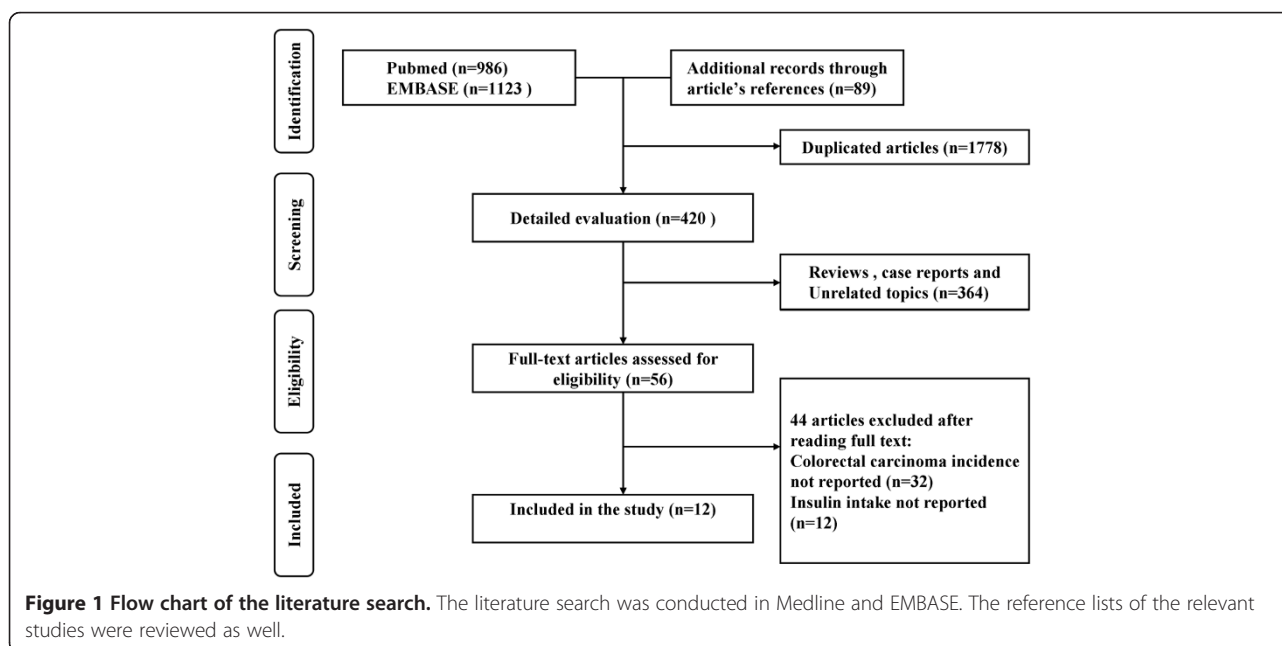 Identification
Pubmed (n=986)
EMBASE (n=1123 )
Additional records through
article's references (n=89)
Duplicated articles (n=1778)
Screening
Detailed evaluation (n=420 )
Reviews , case reports and
Unrelated topics (n=364)
Eligibility
Full-text articles assessed for
eligibility (n=56)
44 articles excluded after
reading full text:
Colorectal carcinoma incidence
not reported (n=32)
Insulin intake not reported
(n=12)
Included
Included in the study (n=12)
Figure 1 Flow chart of the literature search. The literature search was conducted in Medline and EMBASE. The reference lists of the relevant
studies were reviewed as well.